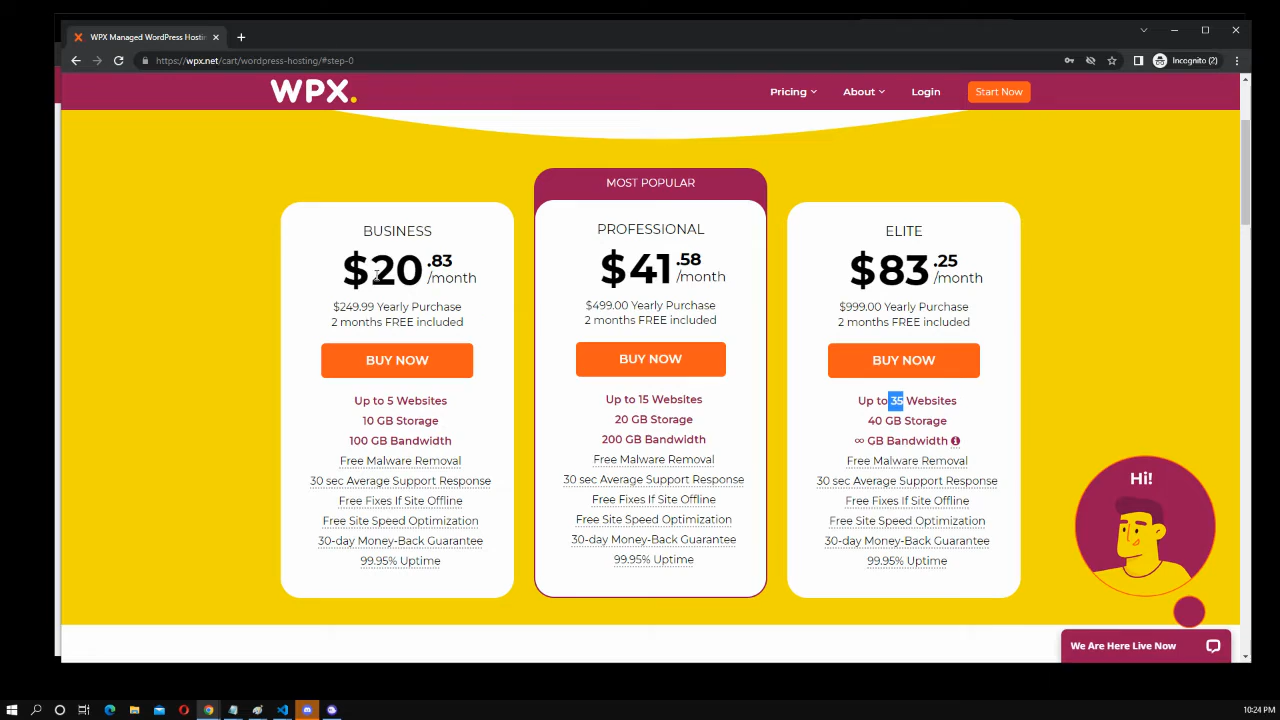 WPX Managed WordPress Hostin
https://wpx.net/cart/wordpress-hosting/#step-0
Incognito (2)
WPX.
Pricing
About
Login
Start Now
MOST POPULAR
BUSINESS
$20.83/month
$249.99 Yearly Purchase
2 months FREE included
BUY NOW
Up to 5 Websites
10 GB Storage
100 GB Bandwidth
Free Malware Removal
30 sec Average Support Response
Free Fixes If Site Offline
Free Site Speed Optimization
30-day Money-Back Guarantee
99.95% Uptime
PROFESSIONAL
$41.58/month
$499.00 Yearly Purchase
2 months FREE included
BUY NOW
Up to 15 Websites
20 GB Storage
200 GB Bandwidth
Free Malware Removal
30 sec Average Support Response
Free Fixes If Site Offline
Free Site Speed Optimization
30-day Money-Back Guarantee
99.95% Uptime
ELITE
$83.25/month
$999.00 Yearly Purchase
2 months FREE included
BUY NOW
Up to 35 Websites
40 GB Storage
∞ GB Bandwidth
Free Malware Removal
30 sec Average Support Response
Free Fixes If Site Offline
Free Site Speed Optimization
30-day Money-Back Guarantee
99.95% Uptime
Hi!
We Are Here Live Now
10:24 PM